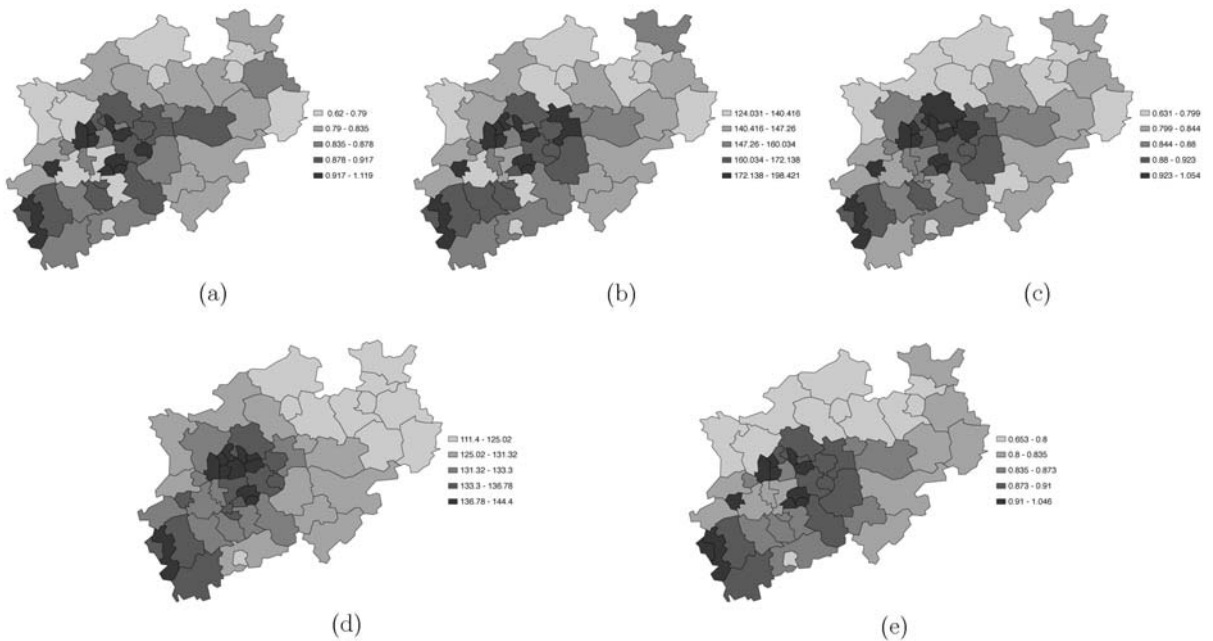 0.62 - 0.79
0.79 - 0.835
0.835 - 0.878
0.878 - 0.917
0.917 - 1.119
(a)
124.031 - 140.416
140.416 - 147.26
147.26 - 160.034
160.034 - 172.138
172.138 - 198.421
(b)
0.631 - 0.799
0.799 - 0.844
0.844 - 0.88
0.88 - 0.923
0.923 - 1.054
(c)
111.4 - 125.02
125.02 - 131.32
131.32 - 133.3
133.3 - 136.78
136.78 - 144.4
(d)
0.653 - 0.8
0.8 - 0.835
0.835 - 0.873
0.873 - 0.91
0.91 - 1.046
(e)